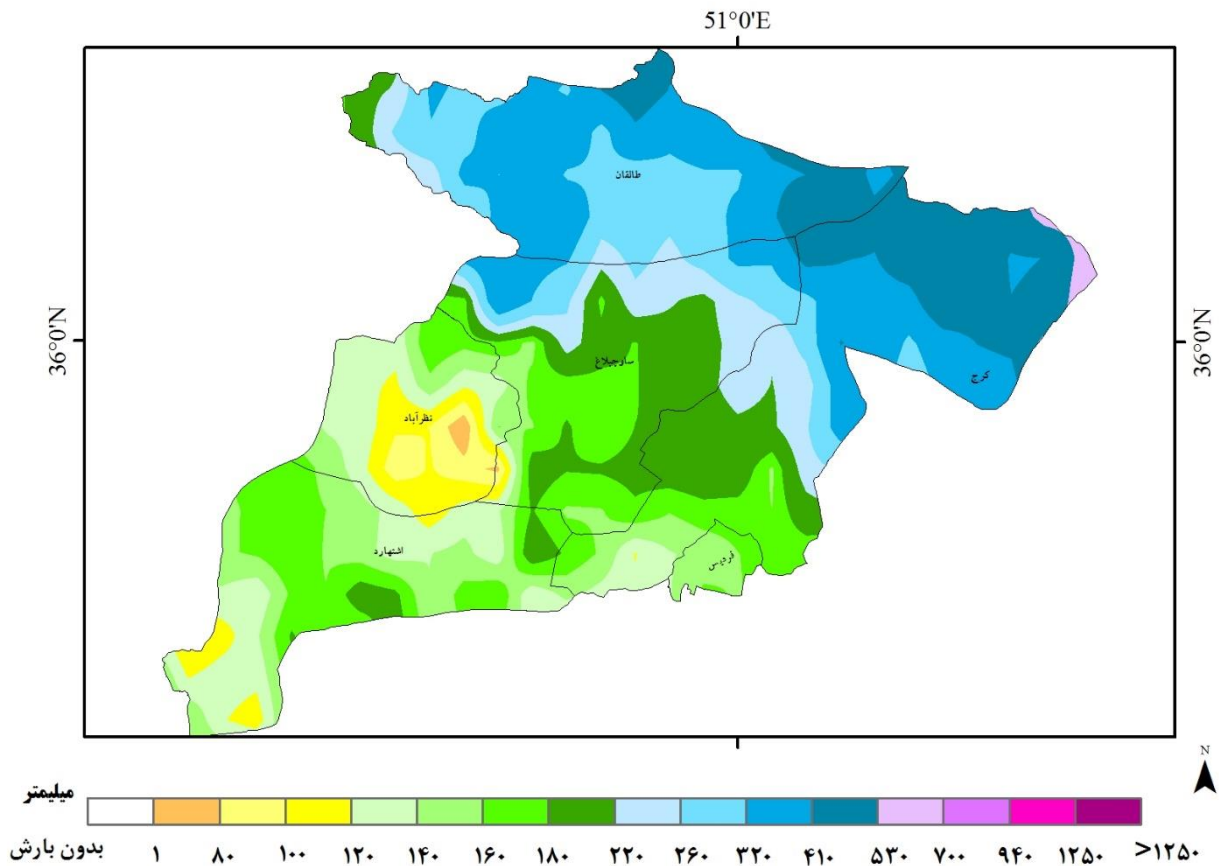 51°0'E
36°0'N
36°0'N
طالقان
ساوجبلاغ
کرج
نظرآباد
اشتهارد
فردیس
N
میلیمتر
بدون بارش ۱ ۸۰ ۱۰۰ ۱۲۰ ۱۴۰ ۱۶۰ ۱۸۰ ۲۲۰ ۲۶۰ ۳۲۰ ۴۱۰ ۵۳۰ ۷۰۰ ۹۴۰ ۱۲۵۰ >۱۲۵۰